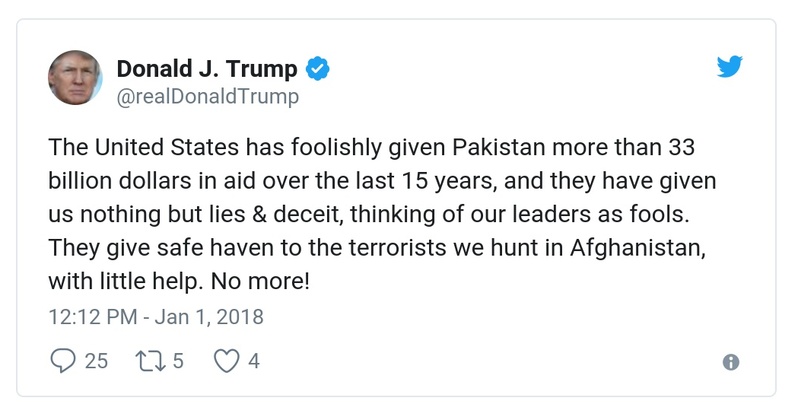 Donald J. Trump
@realDonaldTrump
The United States has foolishly given Pakistan more than 33
billion dollars in aid over the last 15 years, and they have given
us nothing but lies & deceit, thinking of our leaders as fools.
They give safe haven to the terrorists we hunt in Afghanistan,
with little help. No more!
12:12 PM - Jan 1, 2018
25 5 4